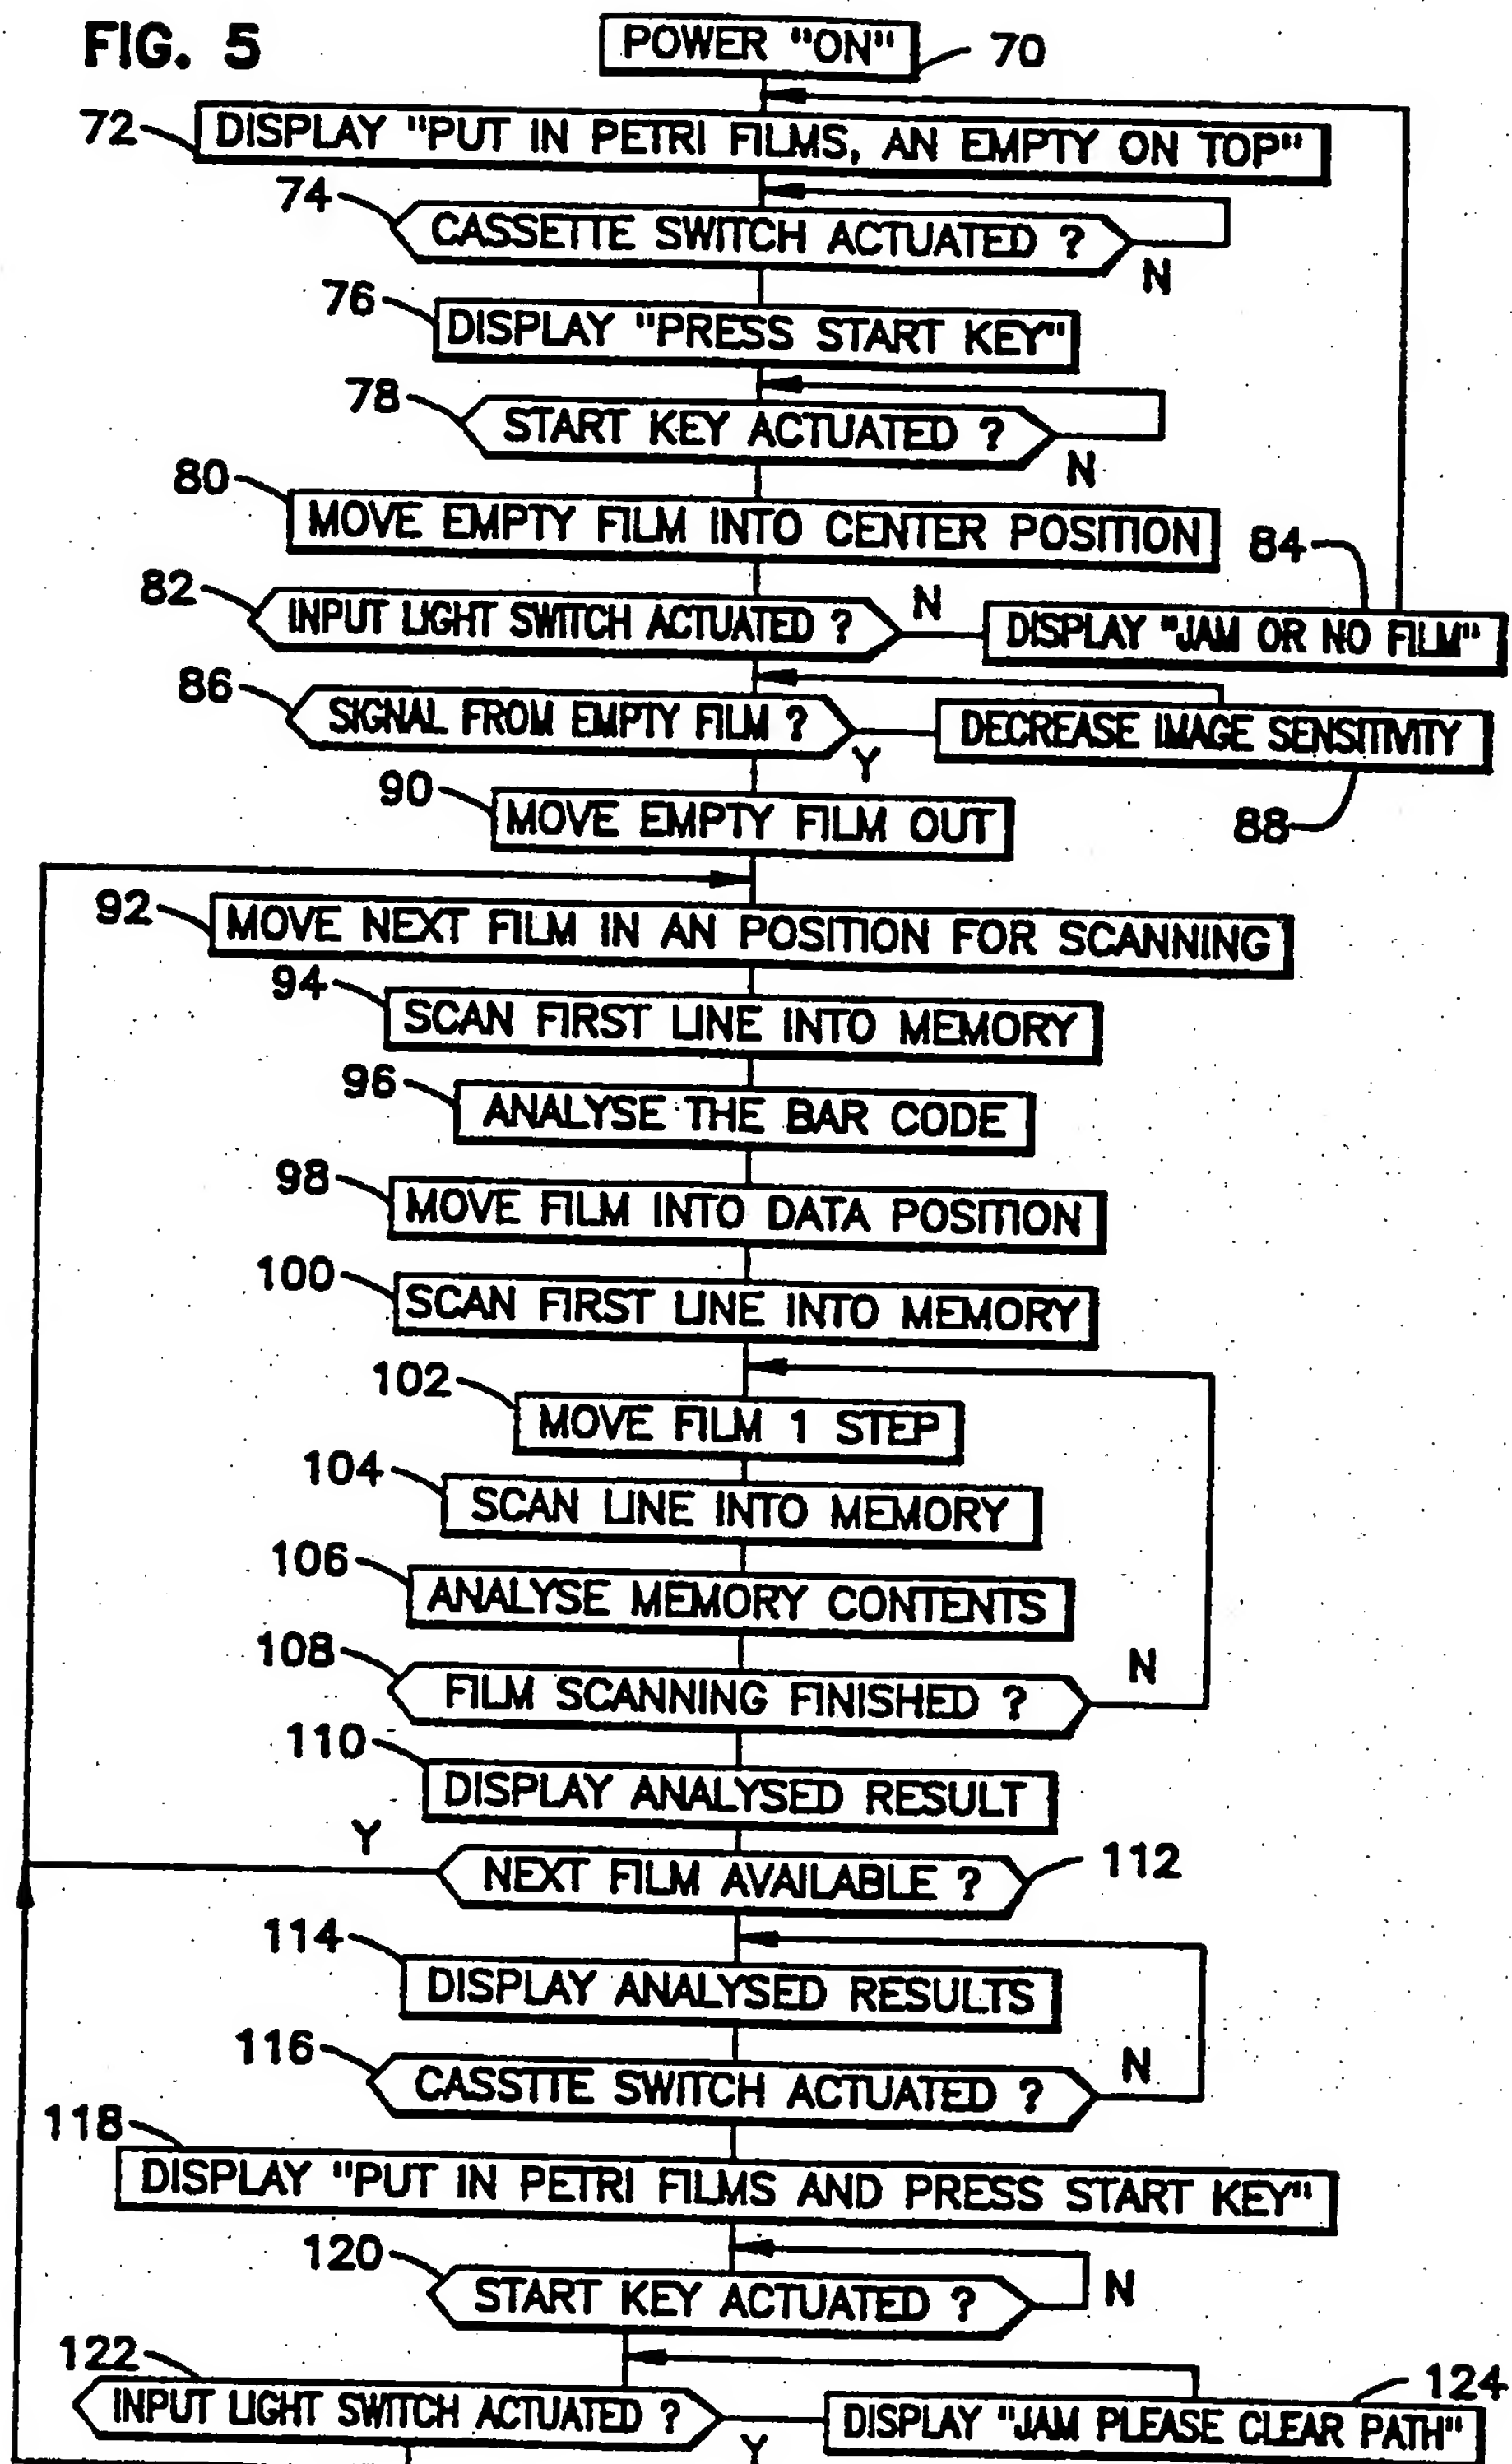 FIG. 5
POWER "ON"
70
72
DISPLAY "PUT IN PETRI FILMS, AN EMPTY ON TOP"
74
CASSETTE SWITCH ACTUATED ?
N
76
DISPLAY "PRESS START KEY"
78
START KEY ACTUATED ?
N
80
MOVE EMPTY FILM INTO CENTER POSITION
84
82
INPUT LIGHT SWITCH ACTUATED ?
N
DISPLAY "JAM OR NO FILM"
86
SIGNAL FROM EMPTY FILM ?
Y
DECREASE IMAGE SENSITIVITY
88
90
MOVE EMPTY FILM OUT
92
MOVE NEXT FILM IN AN POSITION FOR SCANNING
94
SCAN FIRST LINE INTO MEMORY
96
ANALYSE THE BAR CODE
98
MOVE FILM INTO DATA POSITION
100
SCAN FIRST LINE INTO MEMORY
102
MOVE FILM 1 STEP
104
SCAN LINE INTO MEMORY
106
ANALYSE MEMORY CONTENTS
108
FILM SCANNING FINISHED ?
N
110
DISPLAY ANALYSED RESULT
Y
NEXT FILM AVAILABLE ?
112
114
DISPLAY ANALYSED RESULTS
116
CASSTTE SWITCH ACTUATED ?
N
118
DISPLAY "PUT IN PETRI FILMS AND PRESS START KEY"
120
START KEY ACTUATED ?
N
122
INPUT LIGHT SWITCH ACTUATED ?
Y
DISPLAY "JAM PLEASE CLEAR PATH"
124